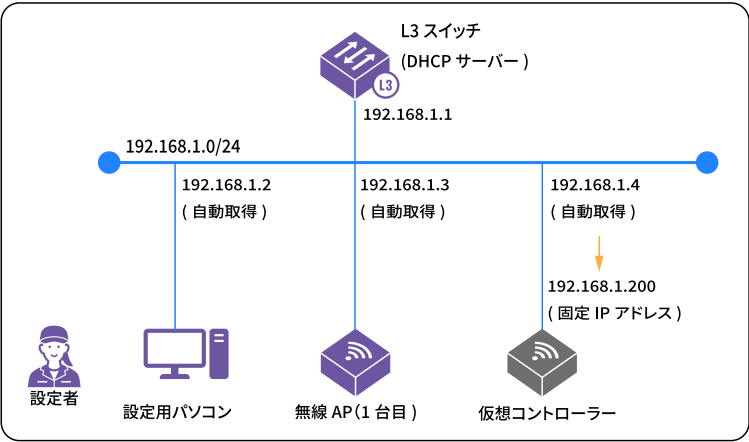 L3 スイッチ
(DHCP サーバー )
L3
192.168.1.1
192.168.1.0/24
192.168.1.2
( 自動取得 )
192.168.1.3
( 自動取得 )
192.168.1.4
( 自動取得 )
192.168.1.200
( 固定 IP アドレス )
設定者
設定用パソコン
無線 AP(1 台目 )
仮想コントローラー